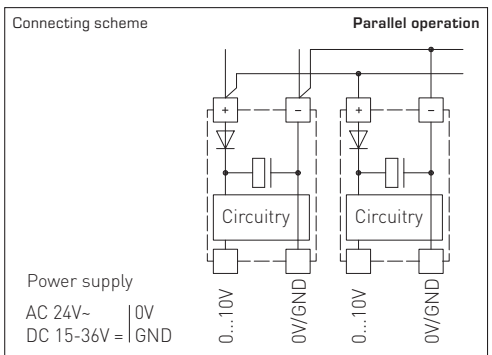 Connecting scheme Parallel operation
+ − + −
Circuitry Circuitry
Power supply
AC 24V~ 0V
DC 15-36V = GND
0...10V 0V/GND 0...10V 0V/GND